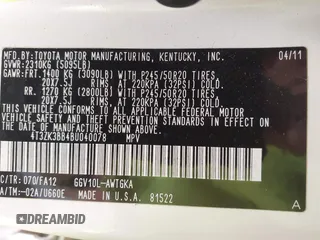 MFD. BY: TOYOTA MOTOR MANUFACTURING, KENTUCKY, INC.
GVWR: 2310KG (5095LB) 04/11
GAWR: FRT. 1400 KG (3090LB) WITH P245/50R20 TIRES
20X7.5J RIMS, AT 220KPA (32PSI) COLD
RR. 1270 KG (2800LB) WITH P245/50R20 TIRES
20X7.5J RIMS, AT 220KPA (32PSI) COLD
THIS VEHICLE CONFORMS TO ALL APPLICABLE FEDERAL MOTOR
VEHICLE SAFETY STANDARDS IN EFFECT ON THE DATE OF
MANUFACTURE SHOWN ABOVE.
4T3ZK3BB4BU040078 MPV
C/TR: 070/FA12 GGV10L-AWTGKA
A/TM: -02A/U660E MADE IN U.S.A. 81522 A
DREAMBID.COM